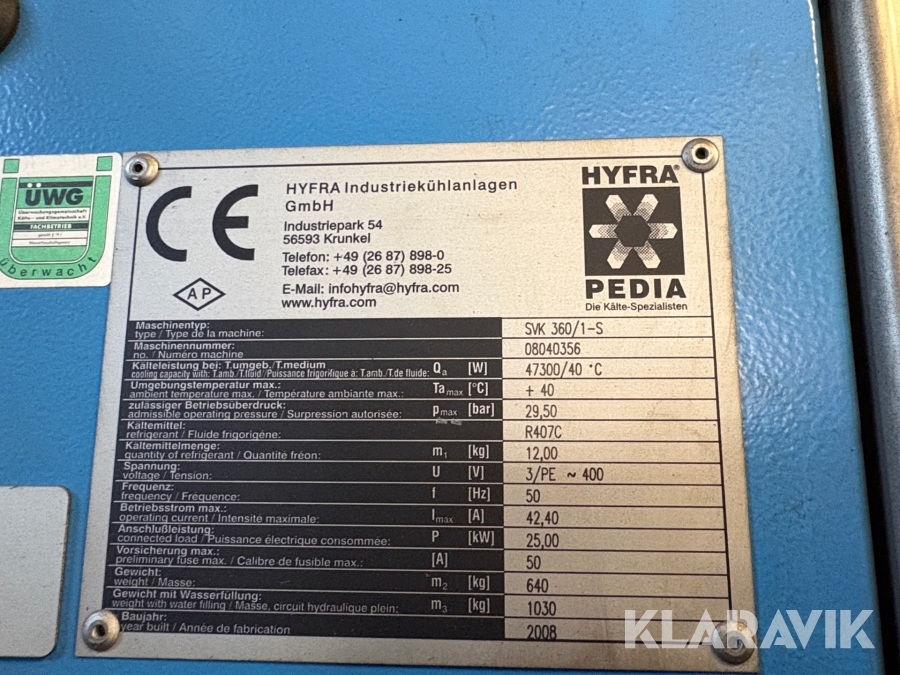 ÜWG
Überwachungsgemeinschaft
Kälte- und Klimatechnik e.V.
FACHBETRIEB
überwacht
CE
AP
HYFRA Industriekühlanlagen
GmbH
Industriepark 54
56593 Krunkel
Telefon: +49 (26 87) 898-0
Telefax: +49 (26 87) 898-25
E-Mail: infohyfra@hyfra.com
www.hyfra.com
HYFRA®
PEDIA
Die Kälte-Spezialisten
Maschinentyp:
type / Type de la machine: SVK 360/1-S
Maschinennummer:
no. / Numéro machine 08040356
Kälteleistung bei: T.umgeb./T.medium
cooling capacity with: T.amb./T.fluid / Puissance frigorifique à: T.amb./T.de fluide: Qa [W] 47300/40 °C
Umgebungstemperatur max.:
ambient temperature max. / Température ambiante max.: Ta max [°C] + 40
zulässiger Betriebsüberdruck:
admissible operating pressure / Surpression autorisée: pmax [bar] 29,50
Kältemittel:
refrigerant / Fluide frigorigène: R407C
Kältemittelmenge:
quantity of refrigerant / Quantité fréon: m1 [kg] 12,00
Spannung:
voltage / Tension: U [V] 3/PE ~ 400
Frequenz:
frequency / Fréquence: f [Hz] 50
Betriebsstrom max.:
operating current / Intensité maximale: Imax [A] 42,40
Anschlußleistung:
connected load / Puissance électrique consommée: P [kW] 25,00
Vorsicherung max.:
preliminary fuse max. / Calibre de fusible max.: [A] 50
Gewicht:
weight / Masse: m2 [kg] 640
Gewicht mit Wasserfüllung:
weight with water filling / Masse, circuit hydraulique plein: m3 [kg] 1030
Baujahr:
year built / Année de fabrication 2008
KLARAVIK